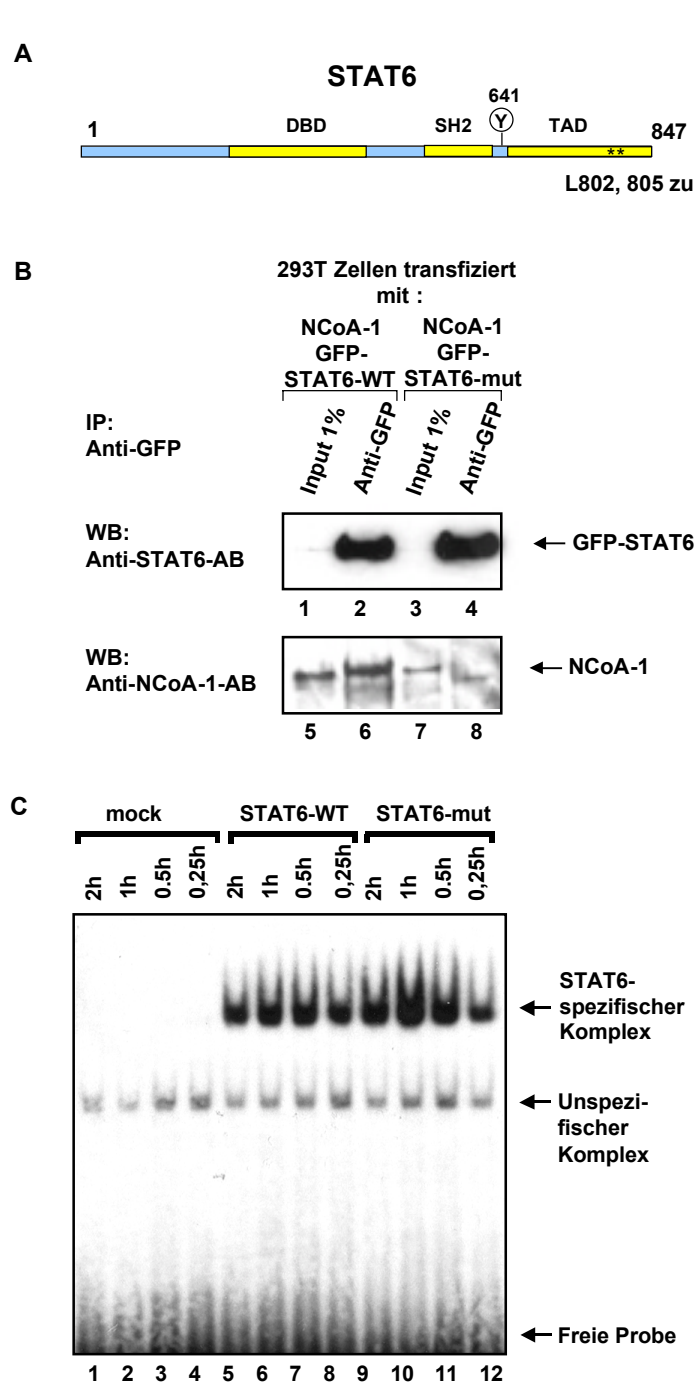 A
STAT6
641
Y
1
DBD
SH2
TAD
847
**
L802, 805 zu
B
293T Zellen transfiziert
mit :
NCoA-1
GFP-
STAT6-WT
NCoA-1
GFP-
STAT6-mut
IP:
Anti-GFP
Input 1%
Anti-GFP
Input 1%
Anti-GFP
WB:
Anti-STAT6-AB
GFP-STAT6
1 2 3 4
WB:
Anti-NCoA-1-AB
NCoA-1
5 6 7 8
C
mock
STAT6-WT
STAT6-mut
2h 1h 0.5h 0,25h 2h 1h 0.5h 0,25h 2h 1h 0.5h 0,25h
STAT6-
spezifischer
Komplex
Unspezi-
fischer
Komplex
Freie Probe
1 2 3 4 5 6 7 8 9 10 11 12